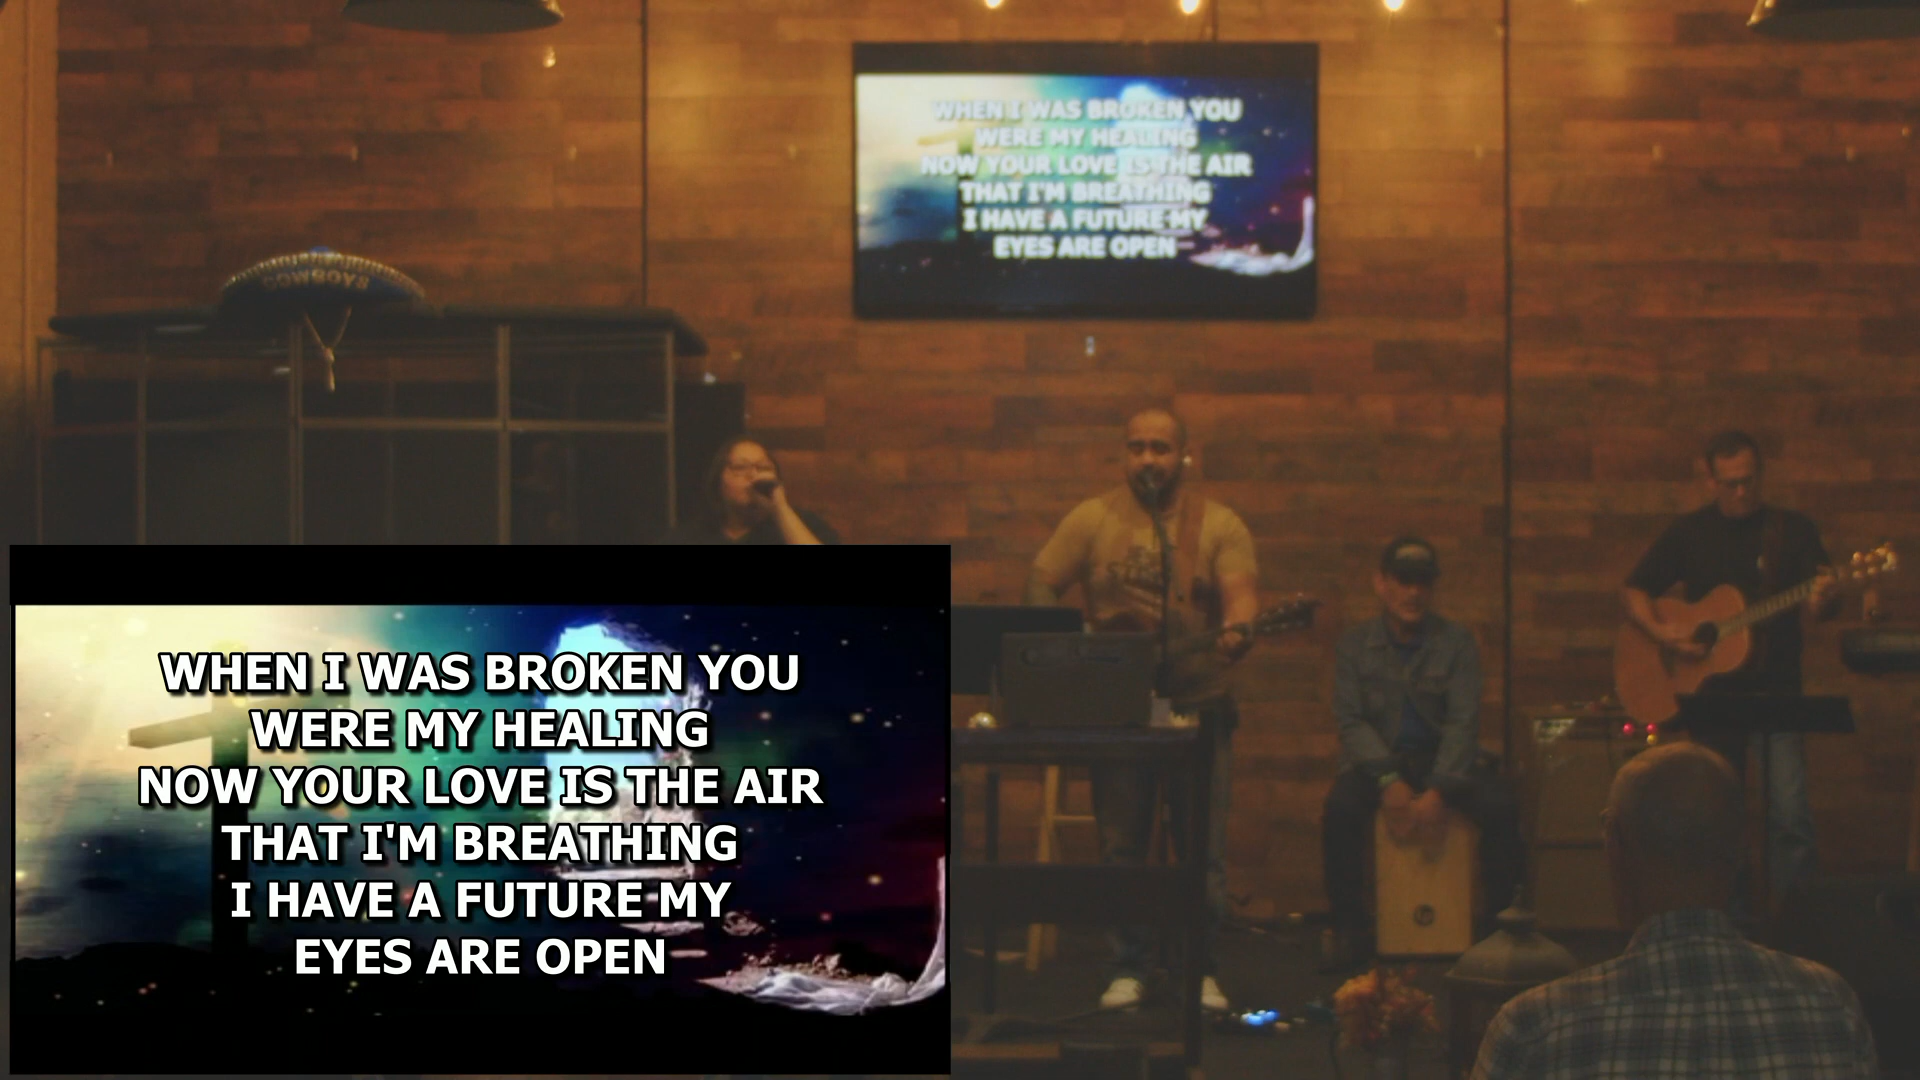 WHEN I WAS BROKEN YOU
WERE MY HEALING
NOW YOUR LOVE IS THE AIR
THAT I'M BREATHING
I HAVE A FUTURE MY
EYES ARE OPEN
COWBOYS
WHEN I WAS BROKEN YOU
WERE MY HEALING
NOW YOUR LOVE IS THE AIR
THAT I'M BREATHING
I HAVE A FUTURE MY
EYES ARE OPEN